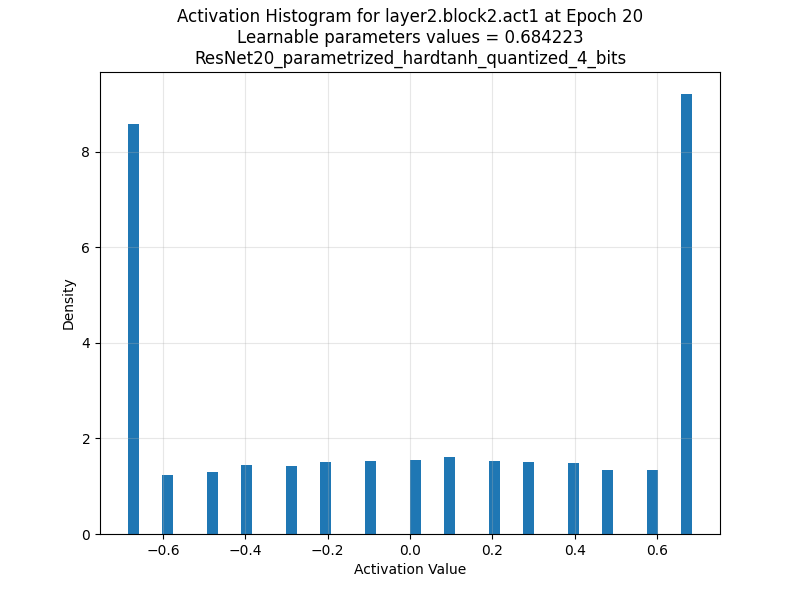 Activation Histogram for layer2.block2.act1 at Epoch 20
Learnable parameters values = 0.684223
ResNet20_parametrized_hardtanh_quantized_4_bits
Density
8
6
4
2
0
−0.6 −0.4 −0.2 0.0 0.2 0.4 0.6
Activation Value